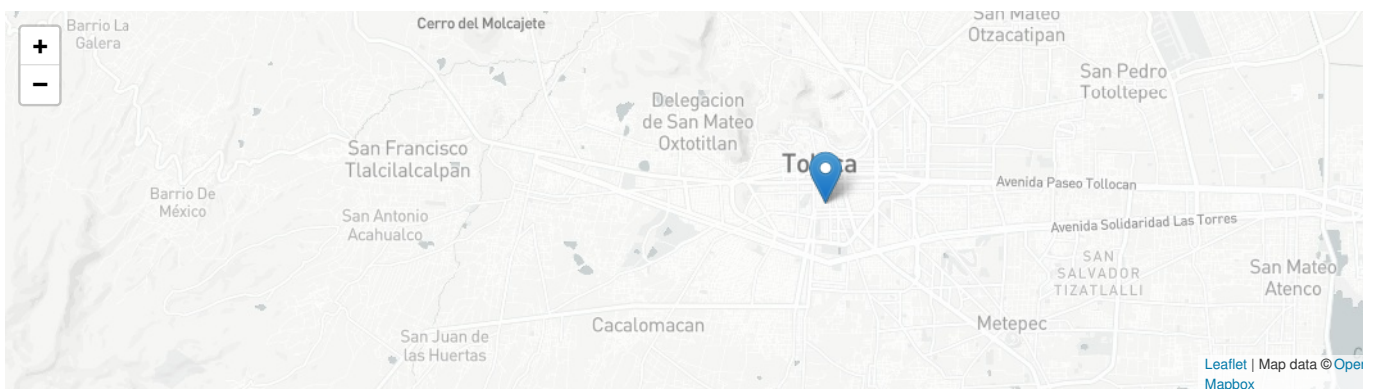 +
−
Barrio La
Galera
Cerro del Molcajete
San Mateo
Otzacatipan
San Pedro
Totoltepec
Delegacion
de San Mateo
Oxtotitlan
San Francisco
Tlalcilalcalpan
Barrio De
México
San Antonio
Acahualco
Avenida Paseo Tollocan
Avenida Solidaridad Las Torres
SAN
SALVADOR
TIZATLALLI
San Mateo
Atenco
Cacalomacan
Metepec
San Juan de
las Huertas
Leaflet | Map data © Ope
Mapbox